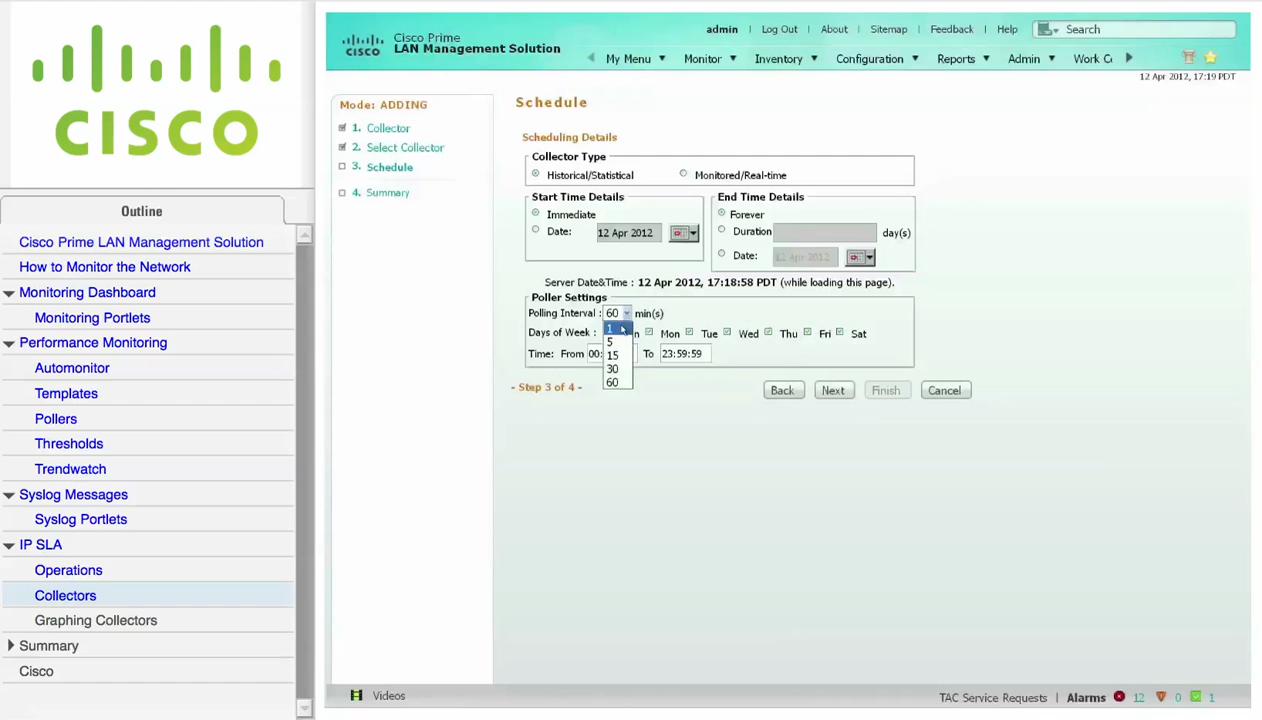 CISCO
Outline
Cisco Prime LAN Management Solution
How to Monitor the Network
Monitoring Dashboard
Monitoring Portlets
Performance Monitoring
Automonitor
Templates
Pollers
Thresholds
Trendwatch
Syslog Messages
Syslog Portlets
IP SLA
Operations
Collectors
Graphing Collectors
Summary
Cisco
CISCO
Cisco Prime
LAN Management Solution
admin | Log Out | About | Sitemap | Feedback | Help
Search
My Menu Monitor Inventory Configuration Reports Admin Work C
12 Apr 2012, 17:19 PDT
Mode: ADDING
1. Collector
2. Select Collector
3. Schedule
4. Summary
Schedule
Scheduling Details
Collector Type
Historical/Statistical Monitored/Real-time
Start Time Details
Immediate
Date: 12 Apr 2012
End Time Details
Forever
Duration day(s)
Date: 12 Apr 2012
Server Date&Time : 12 Apr 2012, 17:18:58 PDT (while loading this page).
Poller Settings
Polling Interval : 60 min(s)
1
5
15
30
60
Days of Week : n Mon Tue Wed Thu Fri Sat
Time: From 00: To 23:59:59
- Step 3 of 4 -
Back Next Finish Cancel
Videos
TAC Service Requests | Alarms 12 0 1